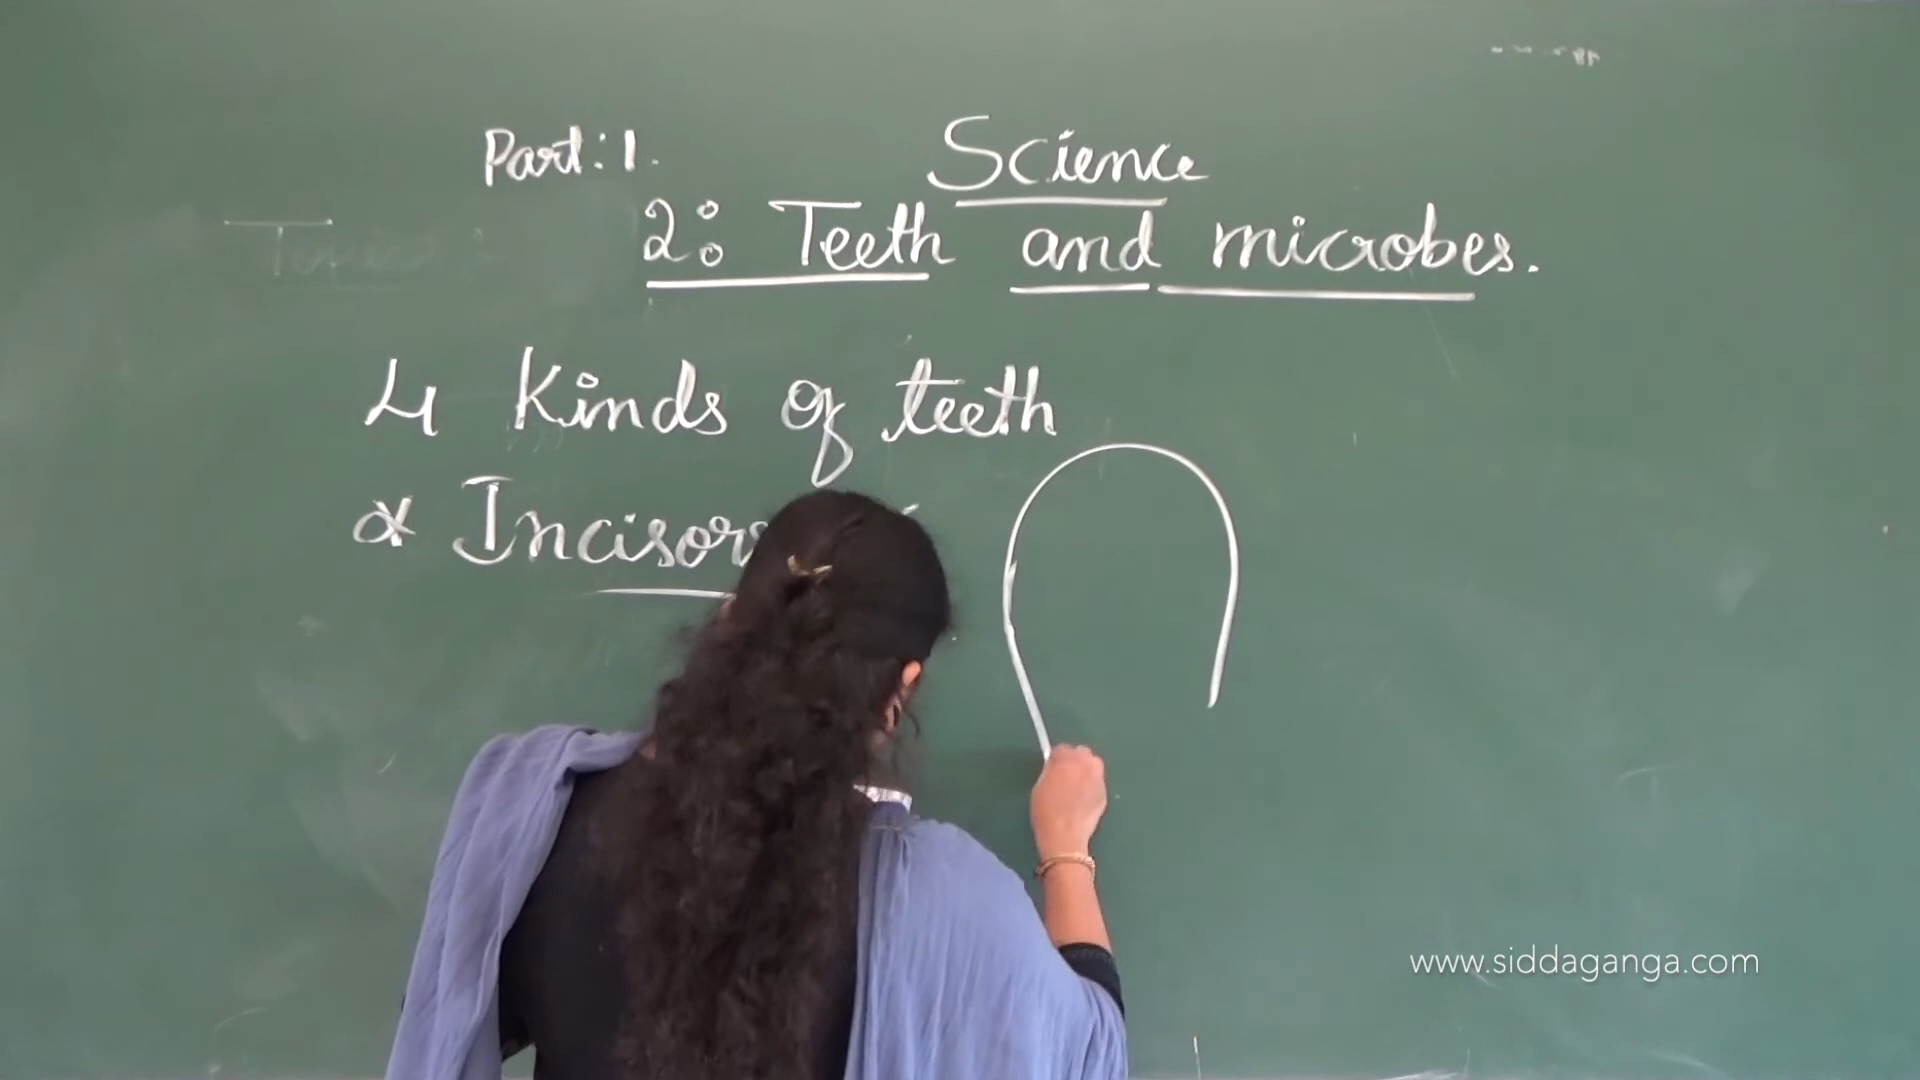 Part: 1.
Science
2: Teeth and microbes.
4 kinds of teeth
* Incisors
www.siddaganga.com